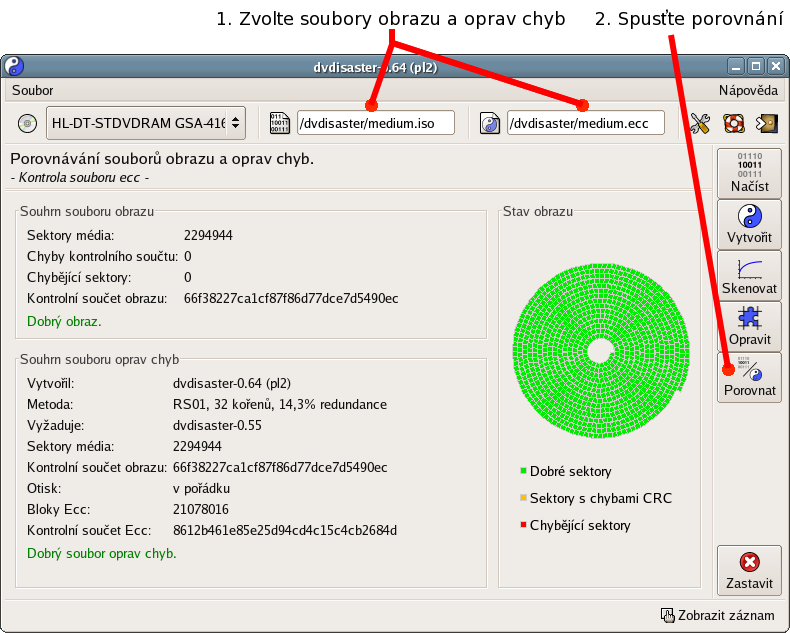 1. Zvolte soubory obrazu a oprav chyb 2. Spusťte porovnání
dvdisaster-0.64 (pl2)
Soubor Nápověda
HL-DT-STDVDRAM GSA-416 /dvdisaster/medium.iso /dvdisaster/medium.ecc
Porovnávání souborů obrazu a oprav chyb.
- Kontrola souboru ecc -
Souhrn souboru obrazu
Sektory média: 2294944
Chyby kontrolního součtu: 0
Chybějící sektory: 0
Kontrolní součet obrazu: 66f38227ca1cf87f86d77dce7d5490ec
Dobrý obraz.
Souhrn souboru oprav chyb
Vytvořil: dvdisaster-0.64 (pl2)
Metoda: RS01, 32 kořenů, 14,3% redundance
Vyžaduje: dvdisaster-0.55
Sektory média: 2294944
Kontrolní součet obrazu: 66f38227ca1cf87f86d77dce7d5490ec
Otisk: v pořádku
Bloky Ecc: 21078016
Kontrolní součet Ecc: 8612b461e85e25d94cd4c15c4cb2684d
Dobrý soubor oprav chyb.
Stav obrazu
Dobré sektory
Sektory s chybami CRC
Chybějící sektory
01110
10011
00111
Načíst
Vytvořit
Skenovat
Opravit
Porovnat
Zastavit
Zobrazit záznam